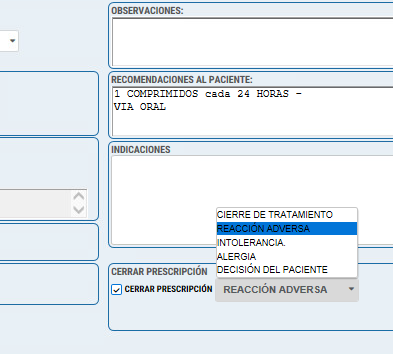 OBSERVACIONES:
RECOMENDACIONES AL PACIENTE:
1 COMPRIMIDOS cada 24 HORAS -
VIA ORAL
INDICACIONES
CIERRE DE TRATAMIENTO
REACCIÓN ADVERSA
INTOLERANCIA.
ALERGIA
DECISIÓN DEL PACIENTE
CERRAR PRESCRIPCIÓN
CERRAR PRESCRIPCIÓN REACCIÓN ADVERSA